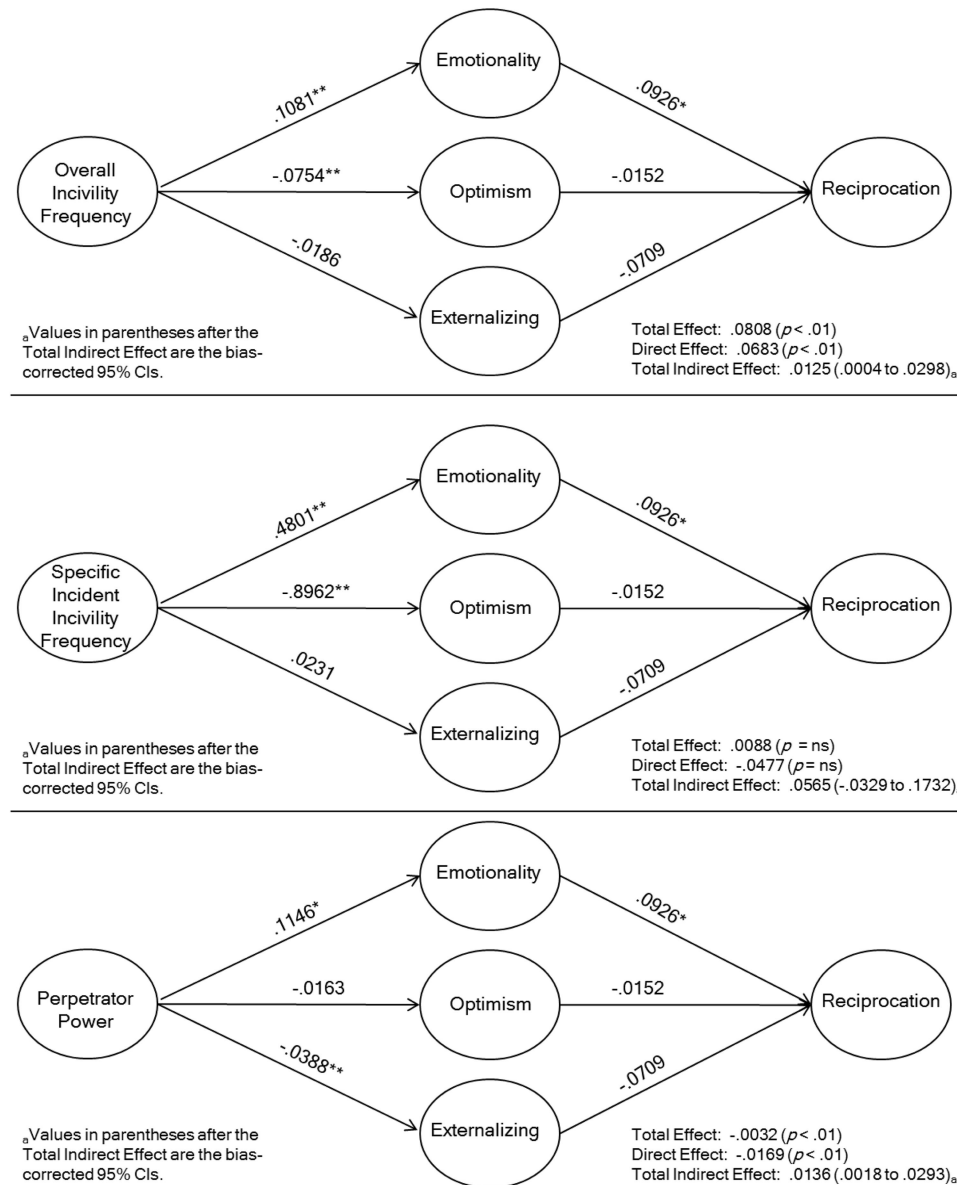 Emotionality
.1081**
.0926*
Overall
Incivility
Frequency
-.0754**
Optimism
-.0152
Reciprocation
-.0186
-.0709
Externalizing
aValues in parentheses after the
Total Indirect Effect are the bias-
corrected 95% CIs.
Total Effect: .0808 (p < .01)
Direct Effect: .0683 (p < .01)
Total Indirect Effect: .0125 (.0004 to .0298)a
Emotionality
.4801**
.0926*
Specific
Incident
Incivility
Frequency
-.8962**
Optimism
-.0152
Reciprocation
.0231
-.0709
Externalizing
aValues in parentheses after the
Total Indirect Effect are the bias-
corrected 95% CIs.
Total Effect: .0088 (p = ns)
Direct Effect: -.0477 (p = ns)
Total Indirect Effect: .0565 (-.0329 to .1732)
Emotionality
.1146*
.0926*
Perpetrator
Power
-.0163
Optimism
-.0152
Reciprocation
-.0388**
-.0709
Externalizing
aValues in parentheses after the
Total Indirect Effect are the bias-
corrected 95% CIs.
Total Effect: -.0032 (p < .01)
Direct Effect: -.0169 (p < .01)
Total Indirect Effect: .0136 (.0018 to .0293)a